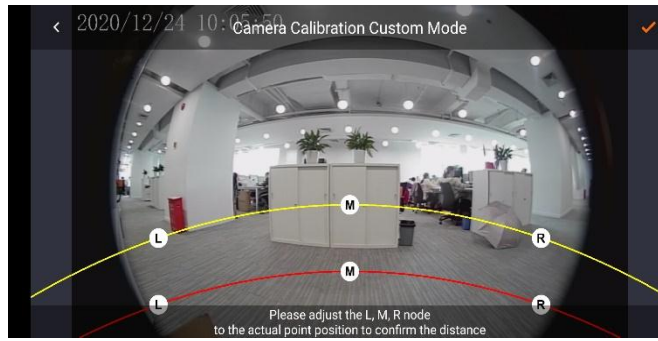 2020/12/24 10:05:50
Camera Calibration Custom Mode
M
L
R
M
L
R
Please adjust the L, M, R node
to the actual point position to confirm the distance